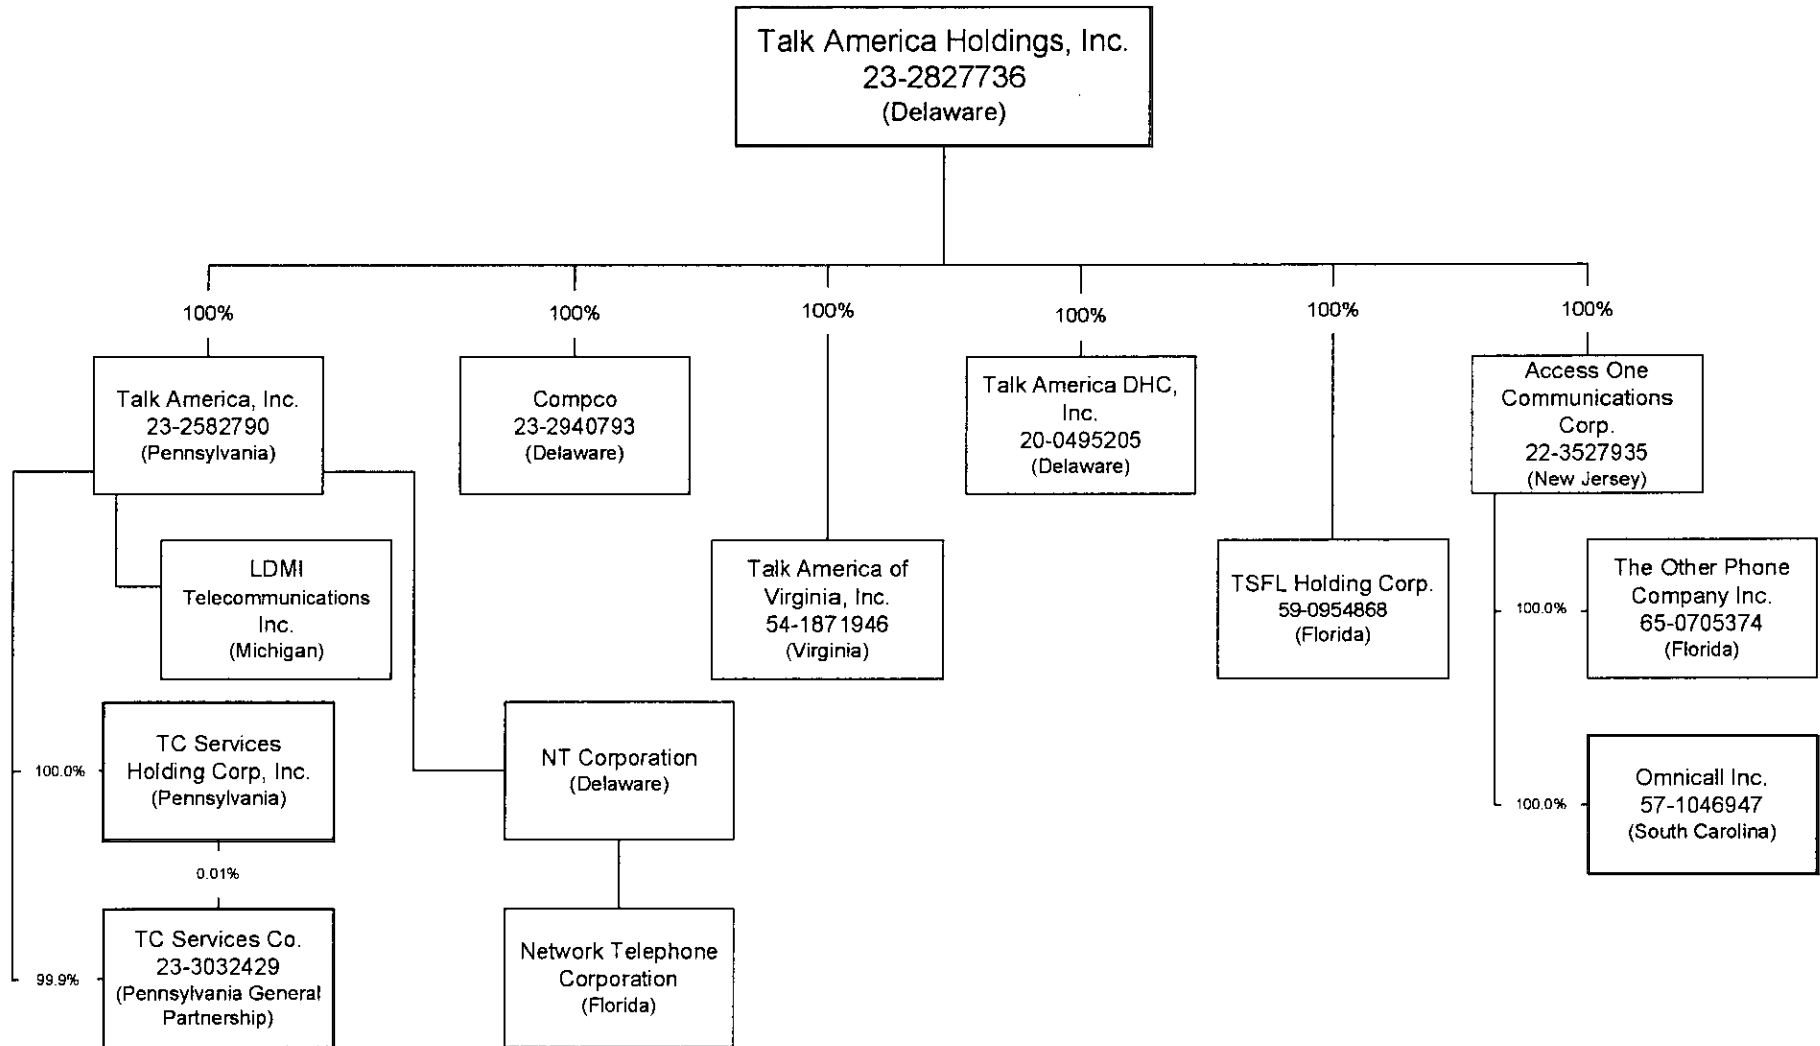 Talk America Holdings, Inc.
23-2827736
(Delaware)
100%
100%
100%
100%
100%
100%
Talk America, Inc.
23-2582790
(Pennsylvania)
Compco
23-2940793
(Delaware)
Talk America DHC,
Inc.
20-0495205
(Delaware)
Access One
Communications
Corp.
22-3527935
(New Jersey)
LDMI
Telecommunications
Inc.
(Michigan)
Talk America of
Virginia, Inc.
54-1871946
(Virginia)
TSFL Holding Corp.
59-0954868
(Florida)
100.0%
The Other Phone
Company Inc.
65-0705374
(Florida)
100.0%
TC Services
Holding Corp, Inc.
(Pennsylvania)
NT Corporation
(Delaware)
100.0%
Omnicall Inc.
57-1046947
(South Carolina)
0.01%
99.9%
TC Services Co.
23-3032429
(Pennsylvania General
Partnership)
Network Telephone
Corporation
(Florida)